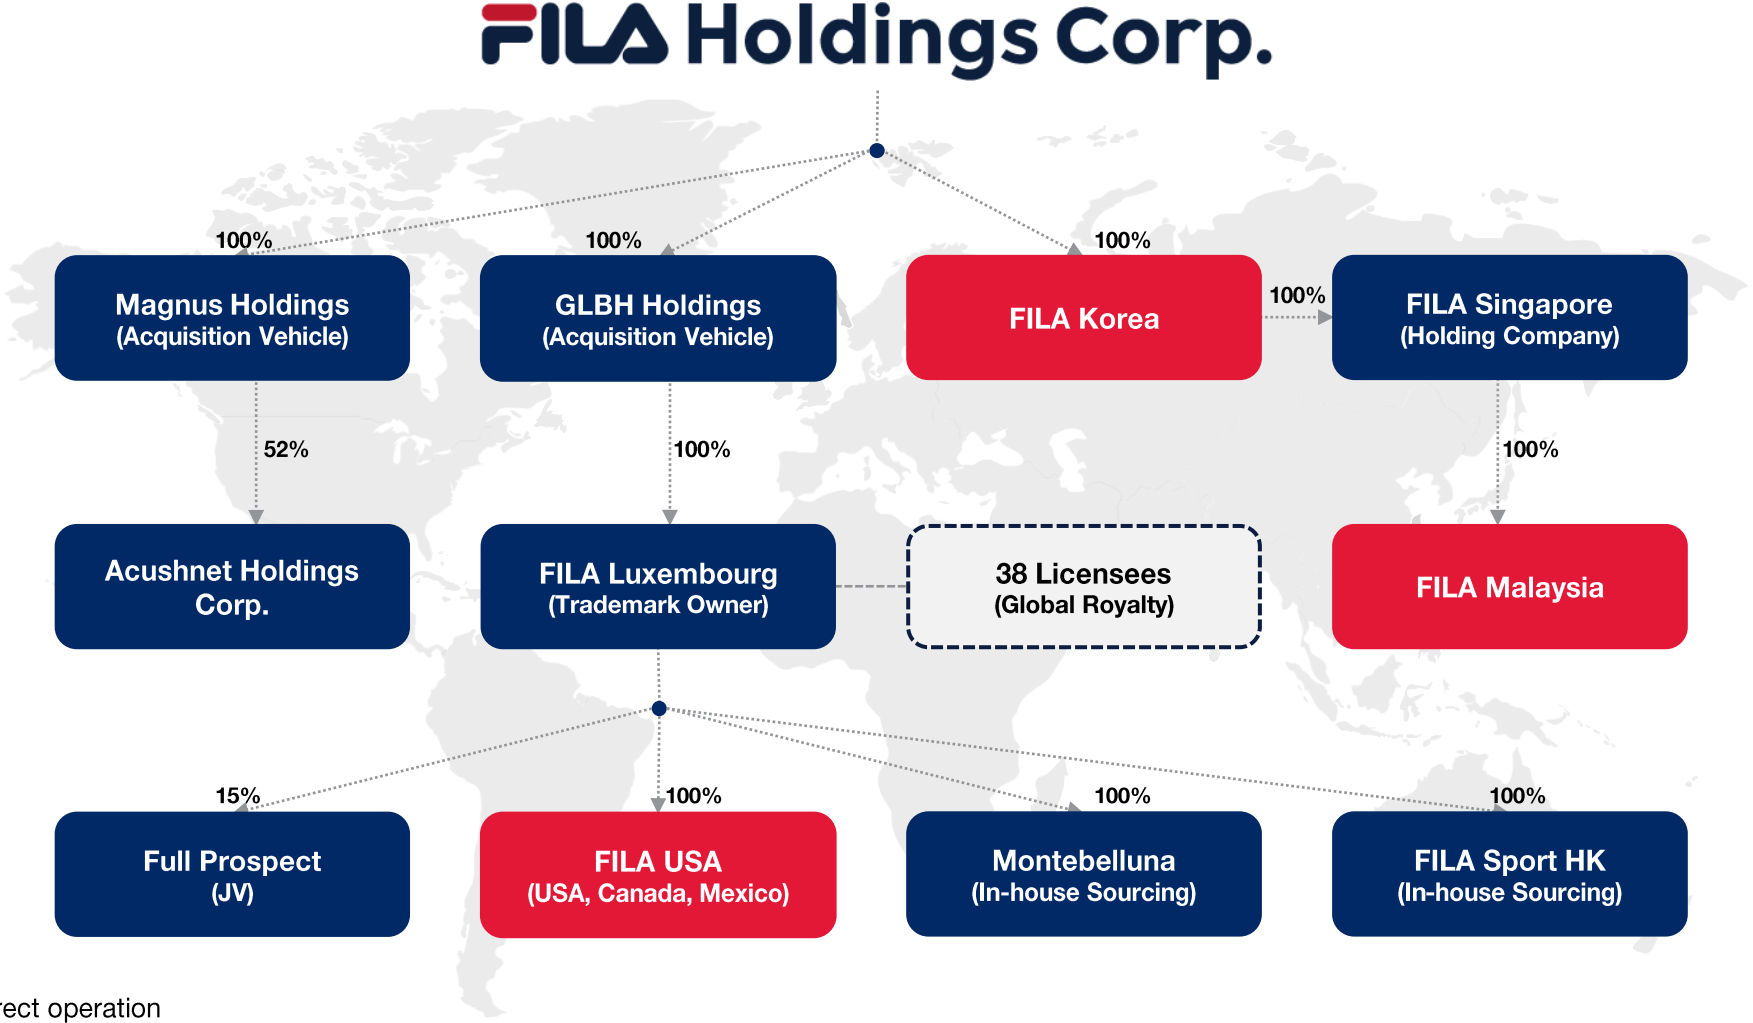 FILA Holdings Corp.
100%
100%
100%
Magnus Holdings
(Acquisition Vehicle)
GLBH Holdings
(Acquisition Vehicle)
FILA Korea
100%
FILA Singapore
(Holding Company)
52%
100%
100%
Acushnet Holdings
Corp.
FILA Luxembourg
(Trademark Owner)
38 Licensees
(Global Royalty)
FILA Malaysia
15%
100%
100%
100%
Full Prospect
(JV)
FILA USA
(USA, Canada, Mexico)
Montebelluna
(In-house Sourcing)
FILA Sport HK
(In-house Sourcing)
rect operation